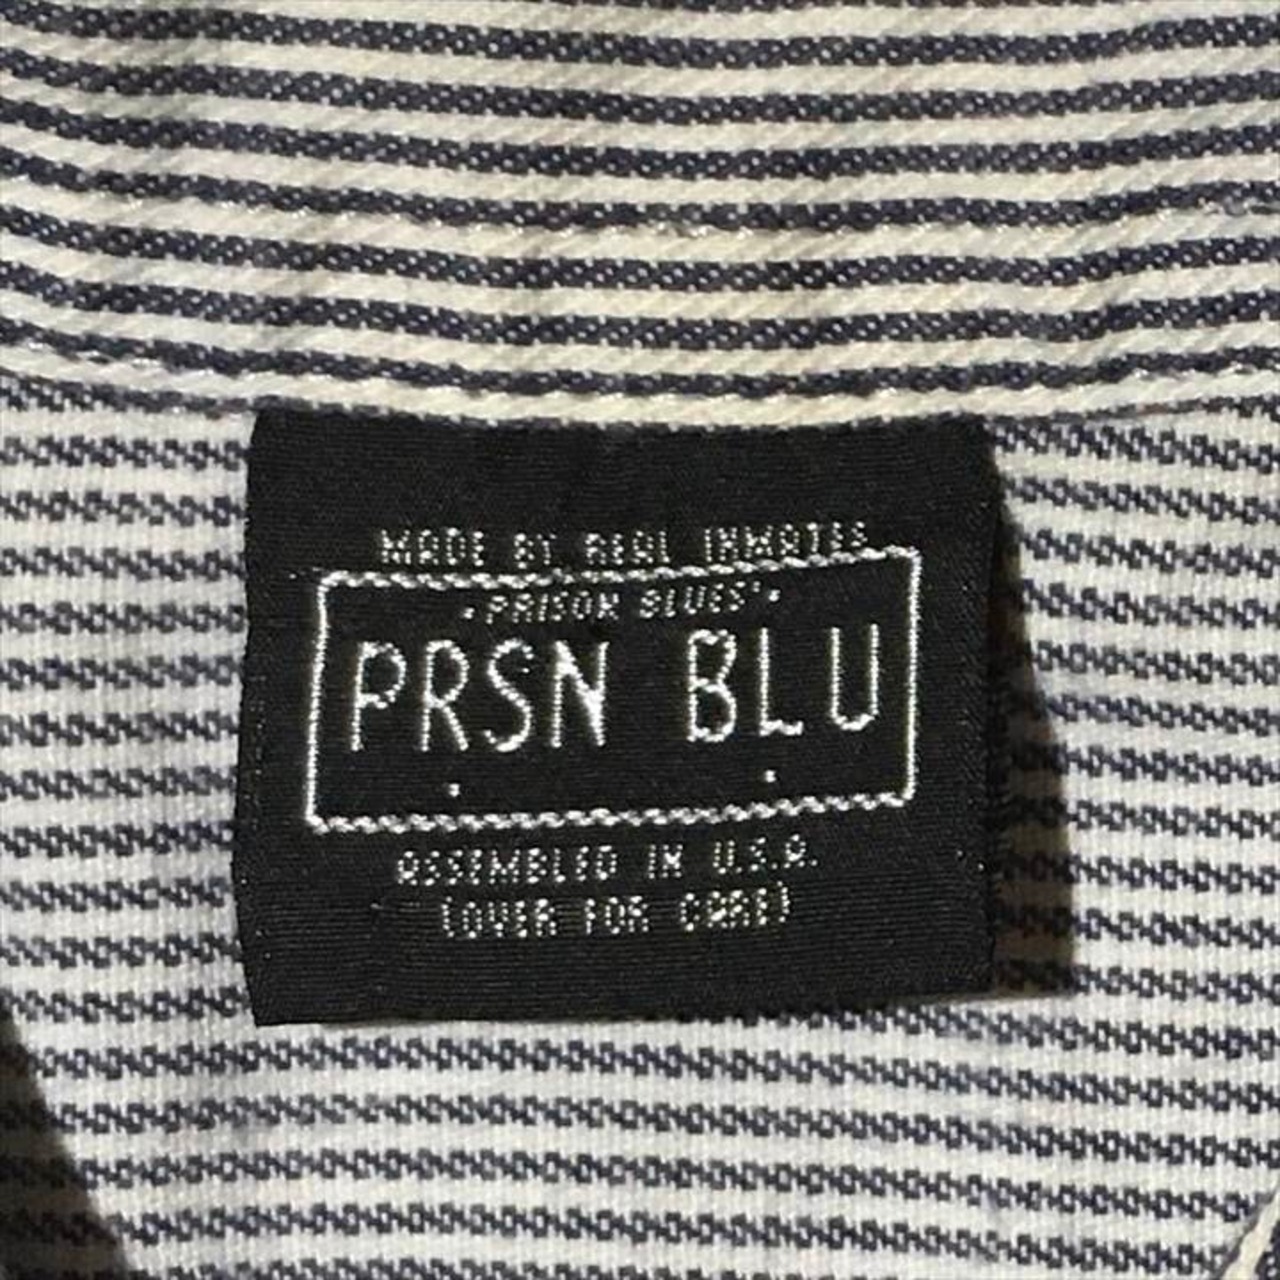 MADE BY REAL INMATES
•PRISON BLUES"•
PRSN BLU
ASSEMBLED IN U.S.A.
(OVER FOR CARE)